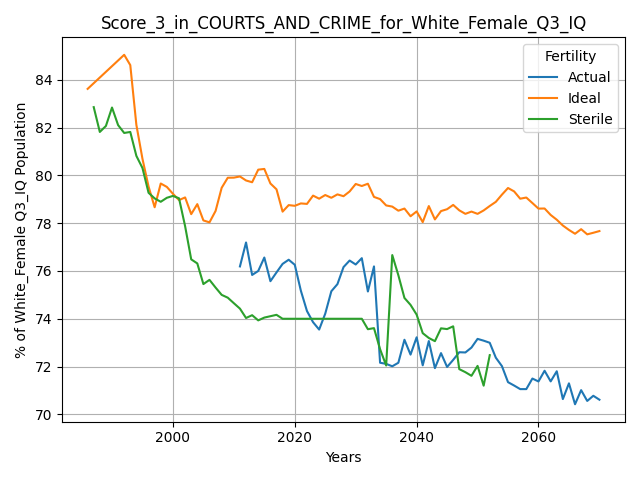 Score_3_in_COURTS_AND_CRIME_for_White_Female_Q3_IQ
% of White_Female Q3_IQ Population
84
82
80
78
76
74
72
70
Fertility
Actual
Ideal
Sterile
2000
2020
2040
2060
Years